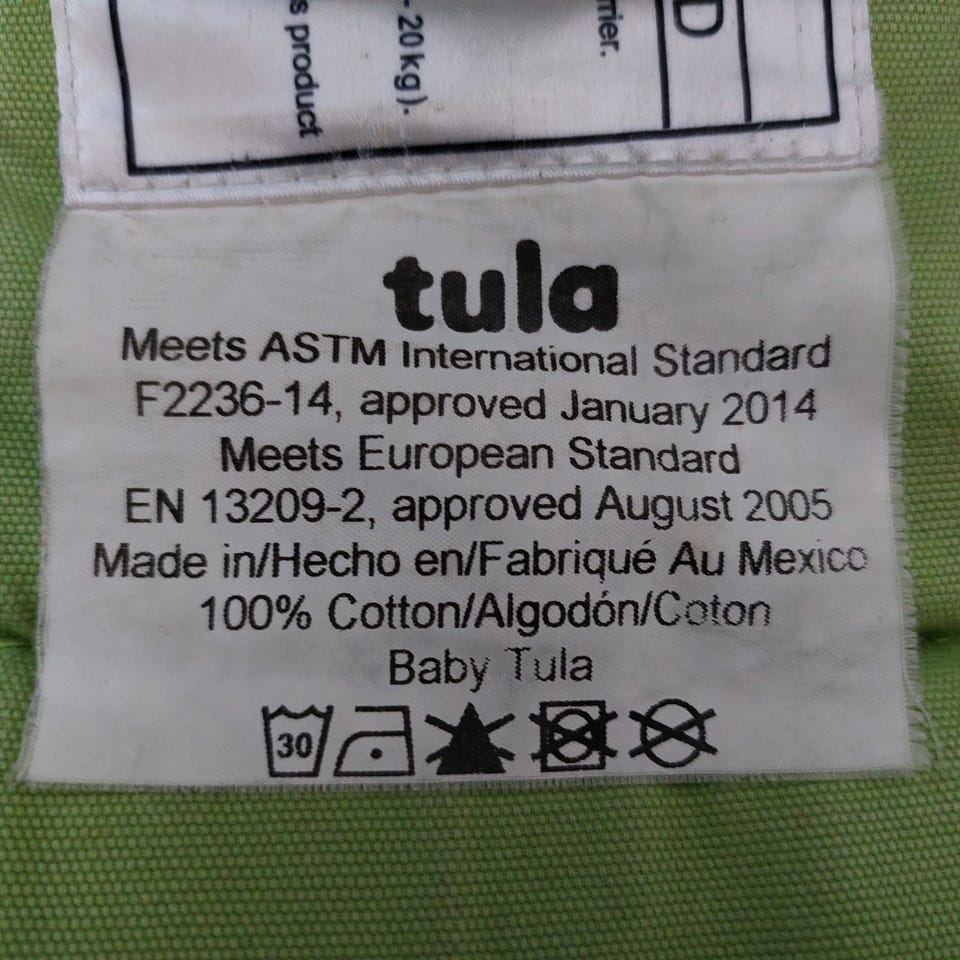 s product
- 20 kg).
rrier.
D
tula
Meets ASTM International Standard
F2236-14, approved January 2014
Meets European Standard
EN 13209-2, approved August 2005
Made in/Hecho en/Fabriqué Au Mexico
100% Cotton/Algodón/Coton
Baby Tula
30